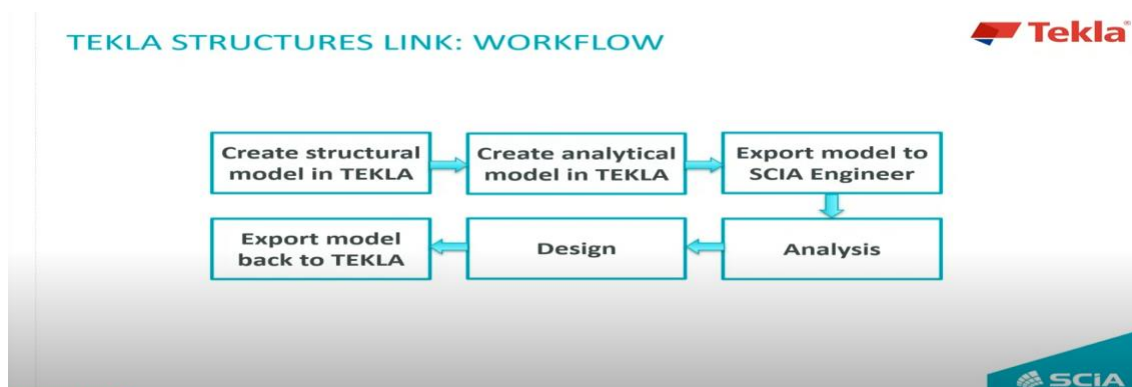 TEKLA STRUCTURES LINK: WORKFLOW
Tekla®
Create structural
model in TEKLA
Create analytical
model in TEKLA
Export model to
SCIA Engineer
Analysis
Design
Export model
back to TEKLA
SCIA